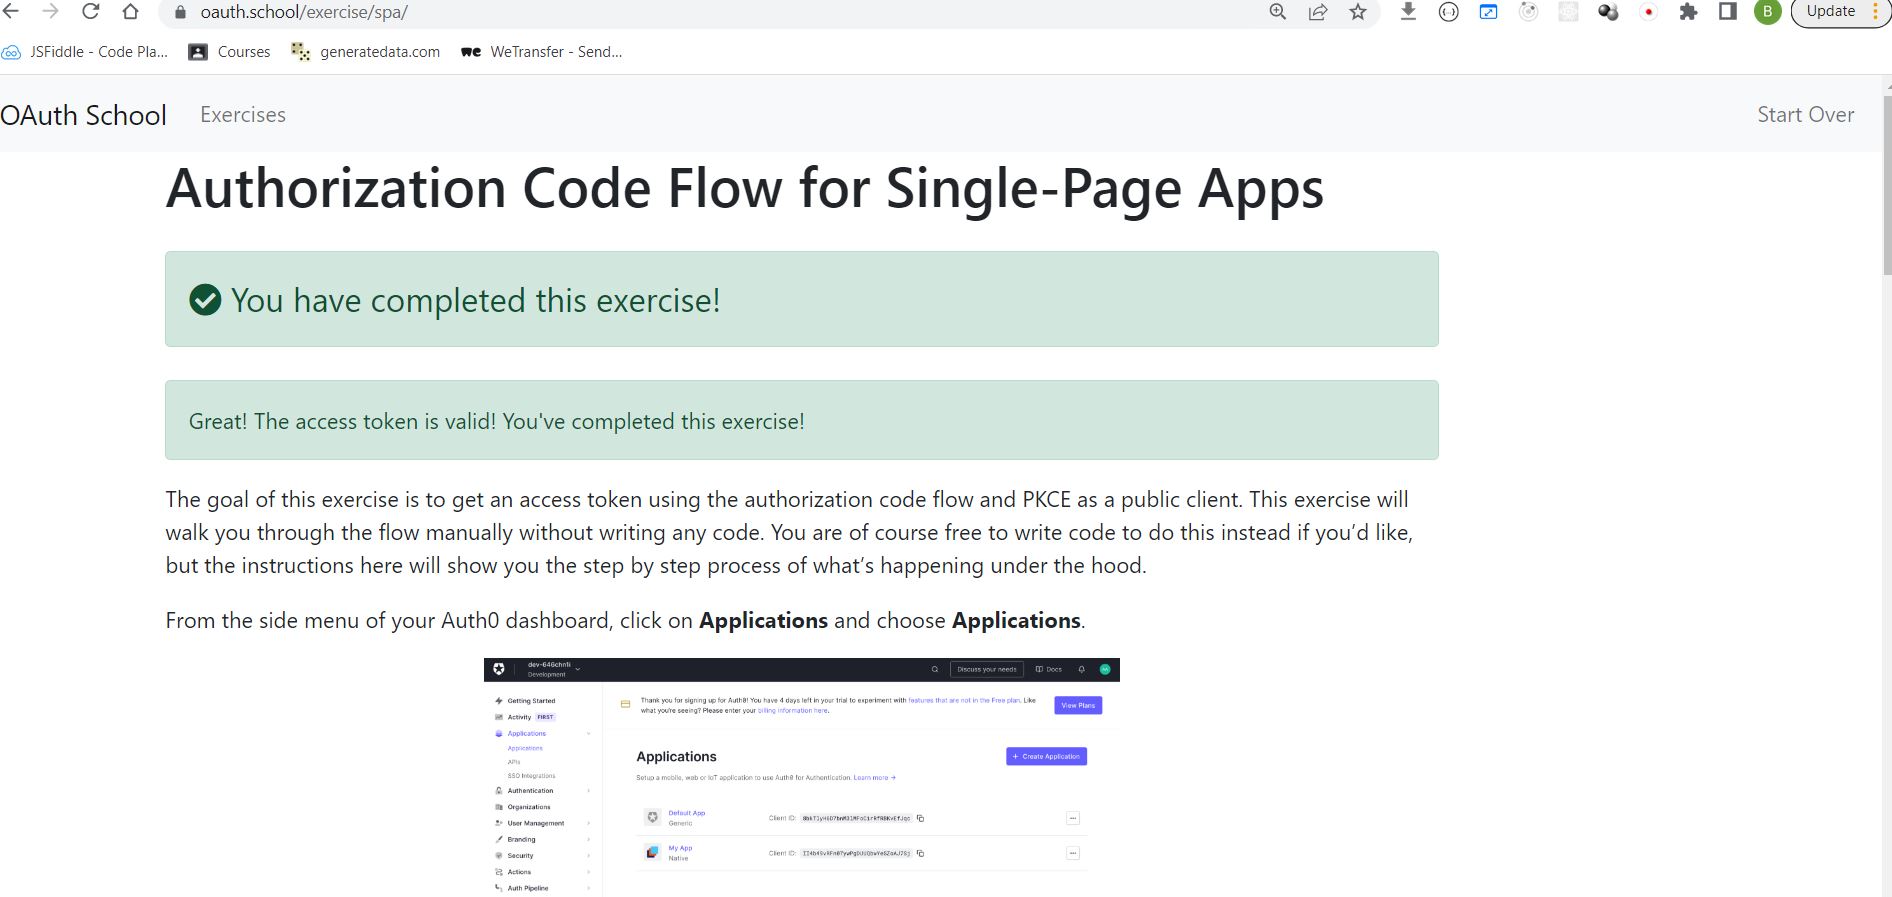 oauth.school/exercise/spa/
Update
JSFiddle - Code Pla...
Courses
generatedata.com
we WeTransfer - Send...
B
OAuth School
Exercises
Start Over
Authorization Code Flow for Single-Page Apps
You have completed this exercise!
Great! The access token is valid! You've completed this exercise!
The goal of this exercise is to get an access token using the authorization code flow and PKCE as a public client. This exercise will
walk you through the flow manually without writing any code. You are of course free to write code to do this instead if you’d like,
but the instructions here will show you the step by step process of what’s happening under the hood.
From the side menu of your Auth0 dashboard, click on Applications and choose Applications.
dev-646chnfi
Development
Discuss your needs
Docs
Getting Started
Activity FIRST
Applications
Applications
APIs
SSO Integrations
Authentication
Organizations
User Management
Branding
Security
Actions
Auth Pipeline
Thank you for signing up for Auth0! You have 4 days left in your trial to experiment with features that are not in the Free plan. Like
what you're seeing? Please enter your billing information here.
View Plans
Applications
+ Create Application
Setup a mobile, web or IoT application to use Auth0 for Authentication. Learn more →
Default App
Generic
Client ID:
My App
Native
Client ID: